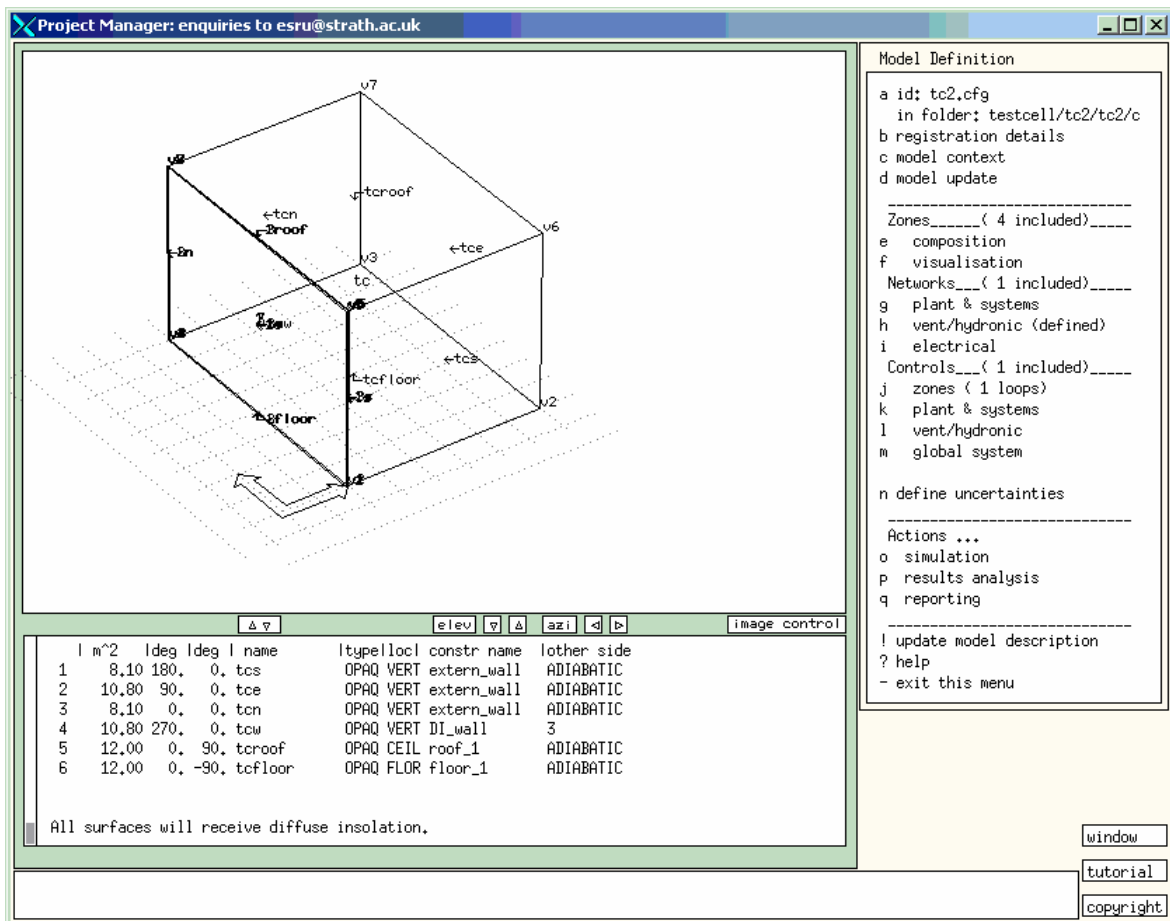 Project Manager: enquiries to esru@strath.ac.uk
v7
tcroof
←tcn
v6
←tce
v3
tc
←tcs
tcfloor
v2
elev
azi
image control
| m^2 |deg |deg | name |type|loc| constr name |other side
1 8.10 180. 0. tcs OPAQ VERT extern_wall ADIABATIC
2 10.80 90. 0. tce OPAQ VERT extern_wall ADIABATIC
3 8.10 0. 0. tcn OPAQ VERT extern_wall ADIABATIC
4 10.80 270. 0. tcw OPAQ VERT DI_wall 3
5 12.00 0. 90. tcroof OPAQ CEIL roof_1 ADIABATIC
6 12.00 0. -90. tcfloor OPAQ FLOR floor_1 ADIABATIC
All surfaces will receive diffuse insolation.
Model Definition
a id: tc2.cfg
in folder: testcell/tc2/tc2/c
b registration details
c model context
d model update
Zones______( 4 included)_____
e composition
f visualisation
Networks___( 1 included)_____
g plant & systems
h vent/hydronic (defined)
i electrical
Controls___( 1 included)_____
j zones ( 1 loops)
k plant & systems
l vent/hydronic
m global system
n define uncertainties
Actions ...
o simulation
p results analysis
q reporting
! update model description
? help
- exit this menu
window
tutorial
copyright